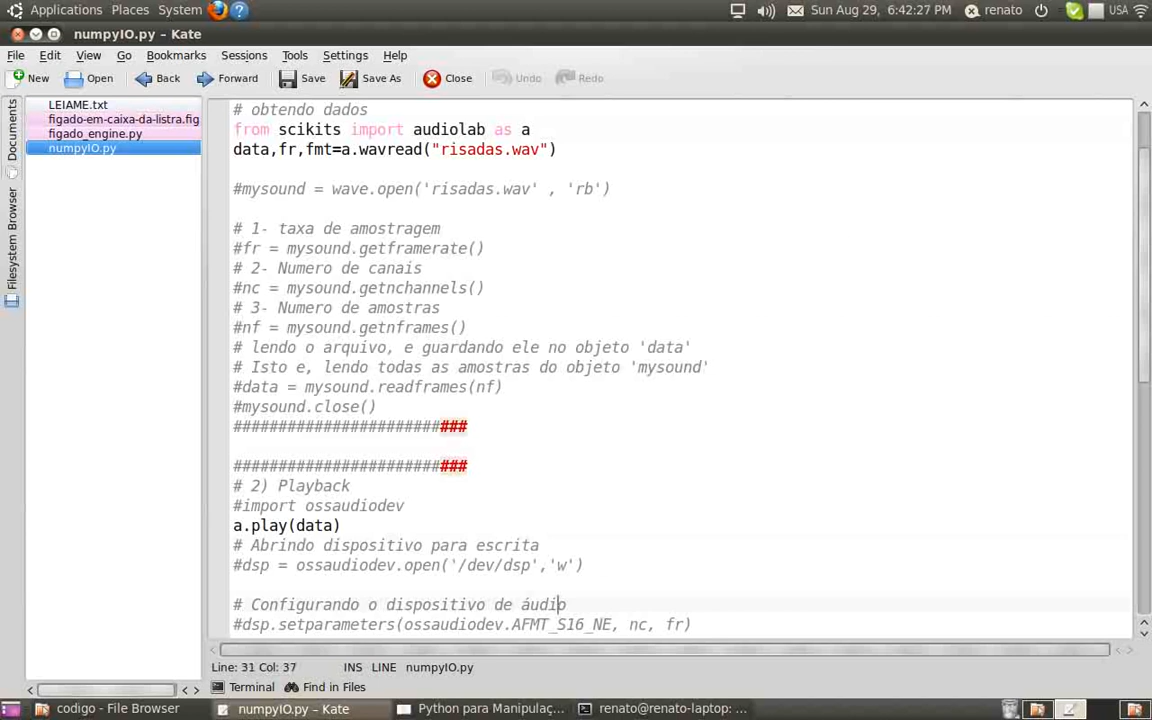 Applications Places System Sun Aug 29, 6:42:27 PM renato USA
numpyIO.py – Kate
File Edit View Go Bookmarks Sessions Tools Settings Help
New Open Back Forward Save Save As Close Undo Redo
Documents
Filesystem Browser
LEIAME.txt
figado-em-caixa-da-listra.fig
figado_engine.py
numpyIO.py
# obtendo dados
from scikits import audiolab as a
data,fr,fmt=a.wavread("risadas.wav")
#mysound = wave.open('risadas.wav' , 'rb')
# 1- taxa de amostragem
#fr = mysound.getframerate()
# 2- Numero de canais
#nc = mysound.getnchannels()
# 3- Numero de amostras
#nf = mysound.getnframes()
# lendo o arquivo, e guardando ele no objeto 'data'
# Isto e, lendo todas as amostras do objeto 'mysound'
#data = mysound.readframes(nf)
#mysound.close()
##########################
##########################
# 2) Playback
#import ossaudiodev
a.play(data)
# Abrindo dispositivo para escrita
#dsp = ossaudiodev.open('/dev/dsp','w')
# Configurando o dispositivo de áudio
#dsp.setparameters(ossaudiodev.AFMT_S16_NE, nc, fr)
Line: 31 Col: 37 INS LINE numpyIO.py
Terminal Find in Files
codigo - File Browser numpyIO.py – Kate Python para Manipulaç... renato@renato-laptop: ...